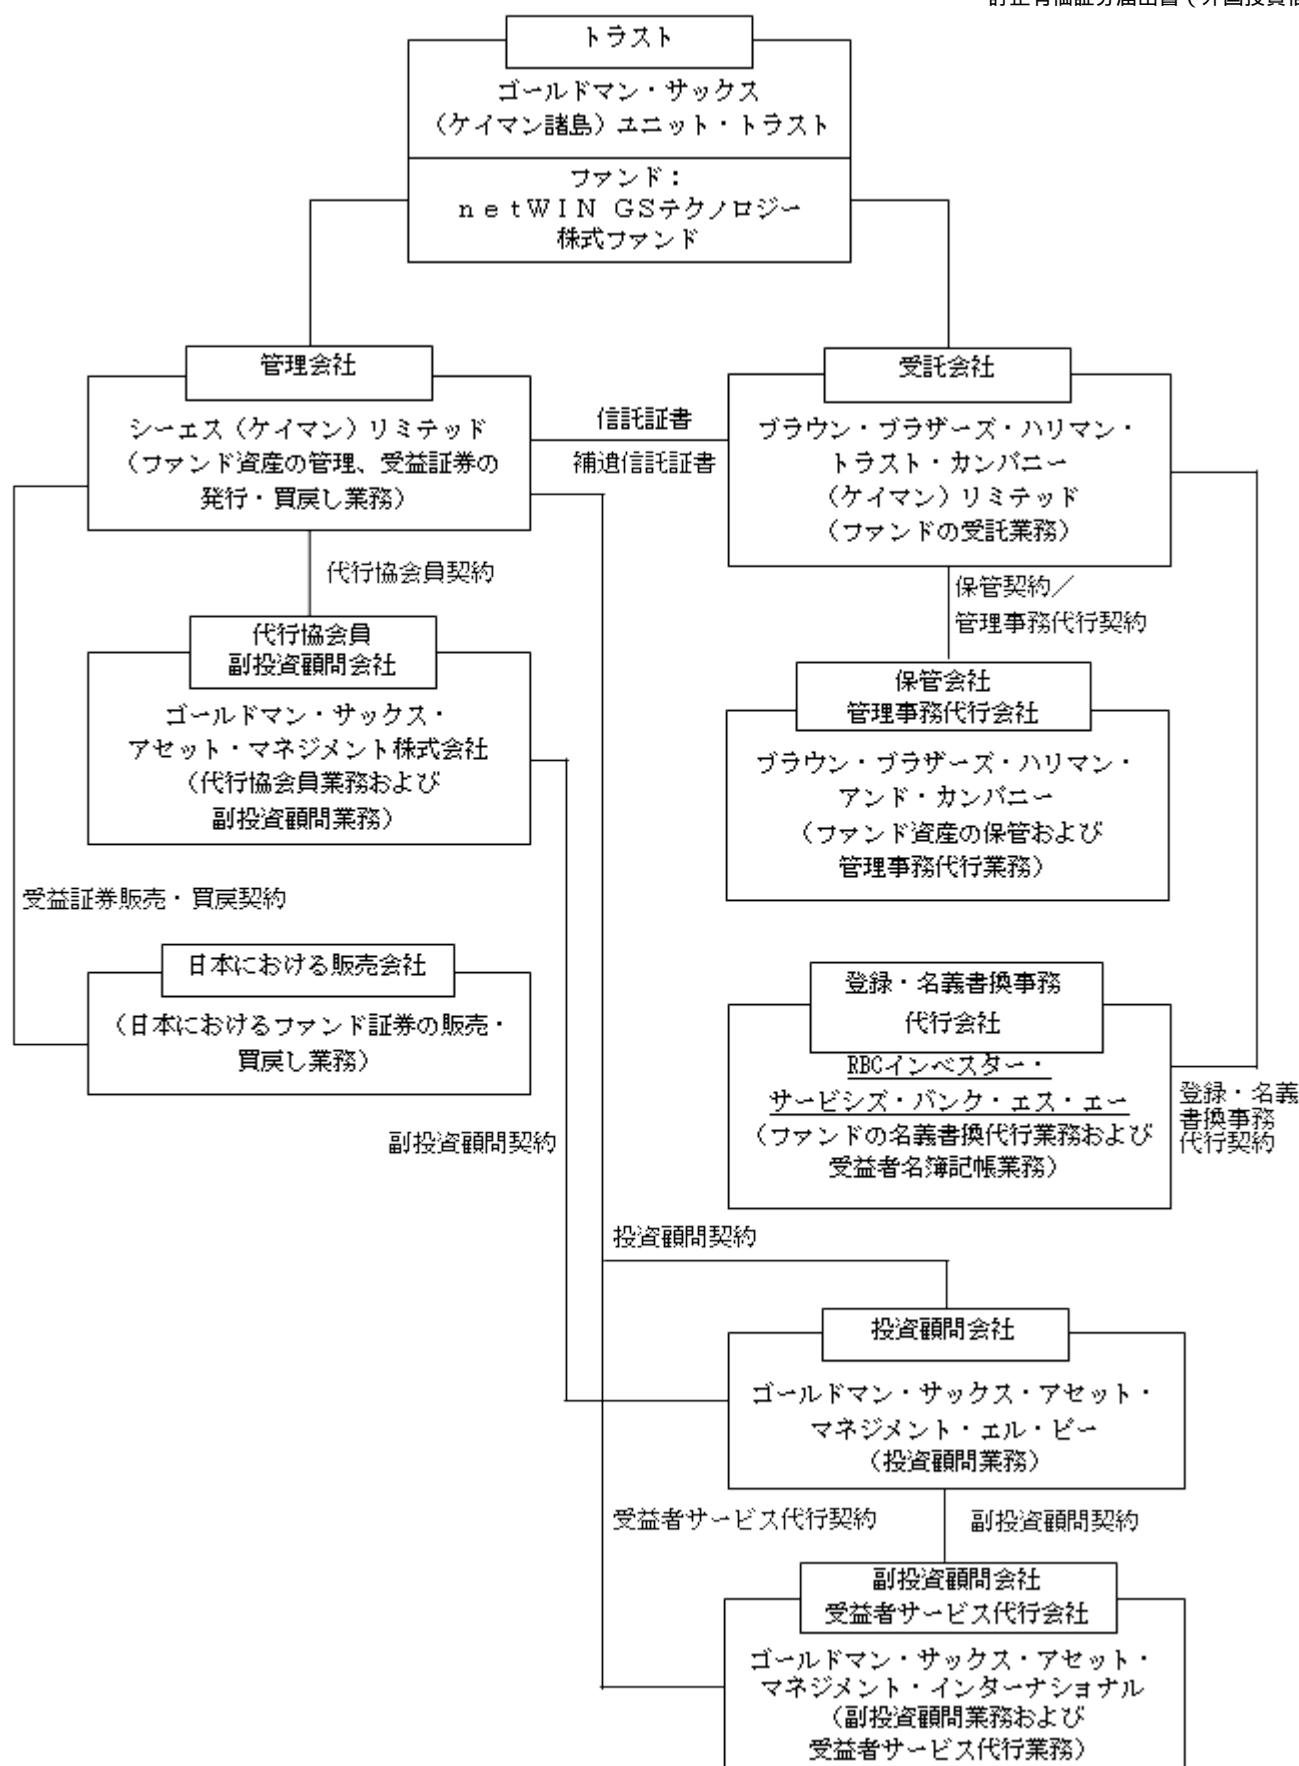 トラスト
ゴールドマン・サックス
（ケイマン諸島）ユニット・トラスト
ファンド：
ｎｅｔＷＩＮ ＧＳテクノロジー
株式ファンド
管理会社
シーエス（ケイマン）リミテッド
（ファンド資産の管理、受益証券の
発行・買戻し業務）
信託証書
補遺信託証書
受託会社
ブラウン・ブラザーズ・ハリマン・
トラスト・カンパニー
（ケイマン）リミテッド
（ファンドの受託業務）
代行協会員契約
保管契約／
管理事務代行契約
代行協会員
副投資顧問会社
ゴールドマン・サックス・
アセット・マネジメント株式会社
（代行協会員業務および
副投資顧問業務）
保管会社
管理事務代行会社
ブラウン・ブラザーズ・ハリマン・
アンド・カンパニー
（ファンド資産の保管および
管理事務代行業務）
受益証券販売・買戻契約
日本における販売会社
（日本におけるファンド証券の販売・
買戻し業務）
登録・名義書換事務
代行会社
RBCインベスター・
サービシズ・バンク・エス・エー
（ファンドの名義書換代行業務および
受益者名簿記帳業務）
登録・名義
書換事務
代行契約
副投資顧問契約
投資顧問契約
投資顧問会社
ゴールドマン・サックス・アセット・
マネジメント・エル・ピー
（投資顧問業務）
受益者サービス代行契約
副投資顧問契約
副投資顧問会社
受益者サービス代行会社
ゴールドマン・サックス・アセット・
マネジメント・インターナショナル
（副投資顧問業務および
受益者サービス代行業務）